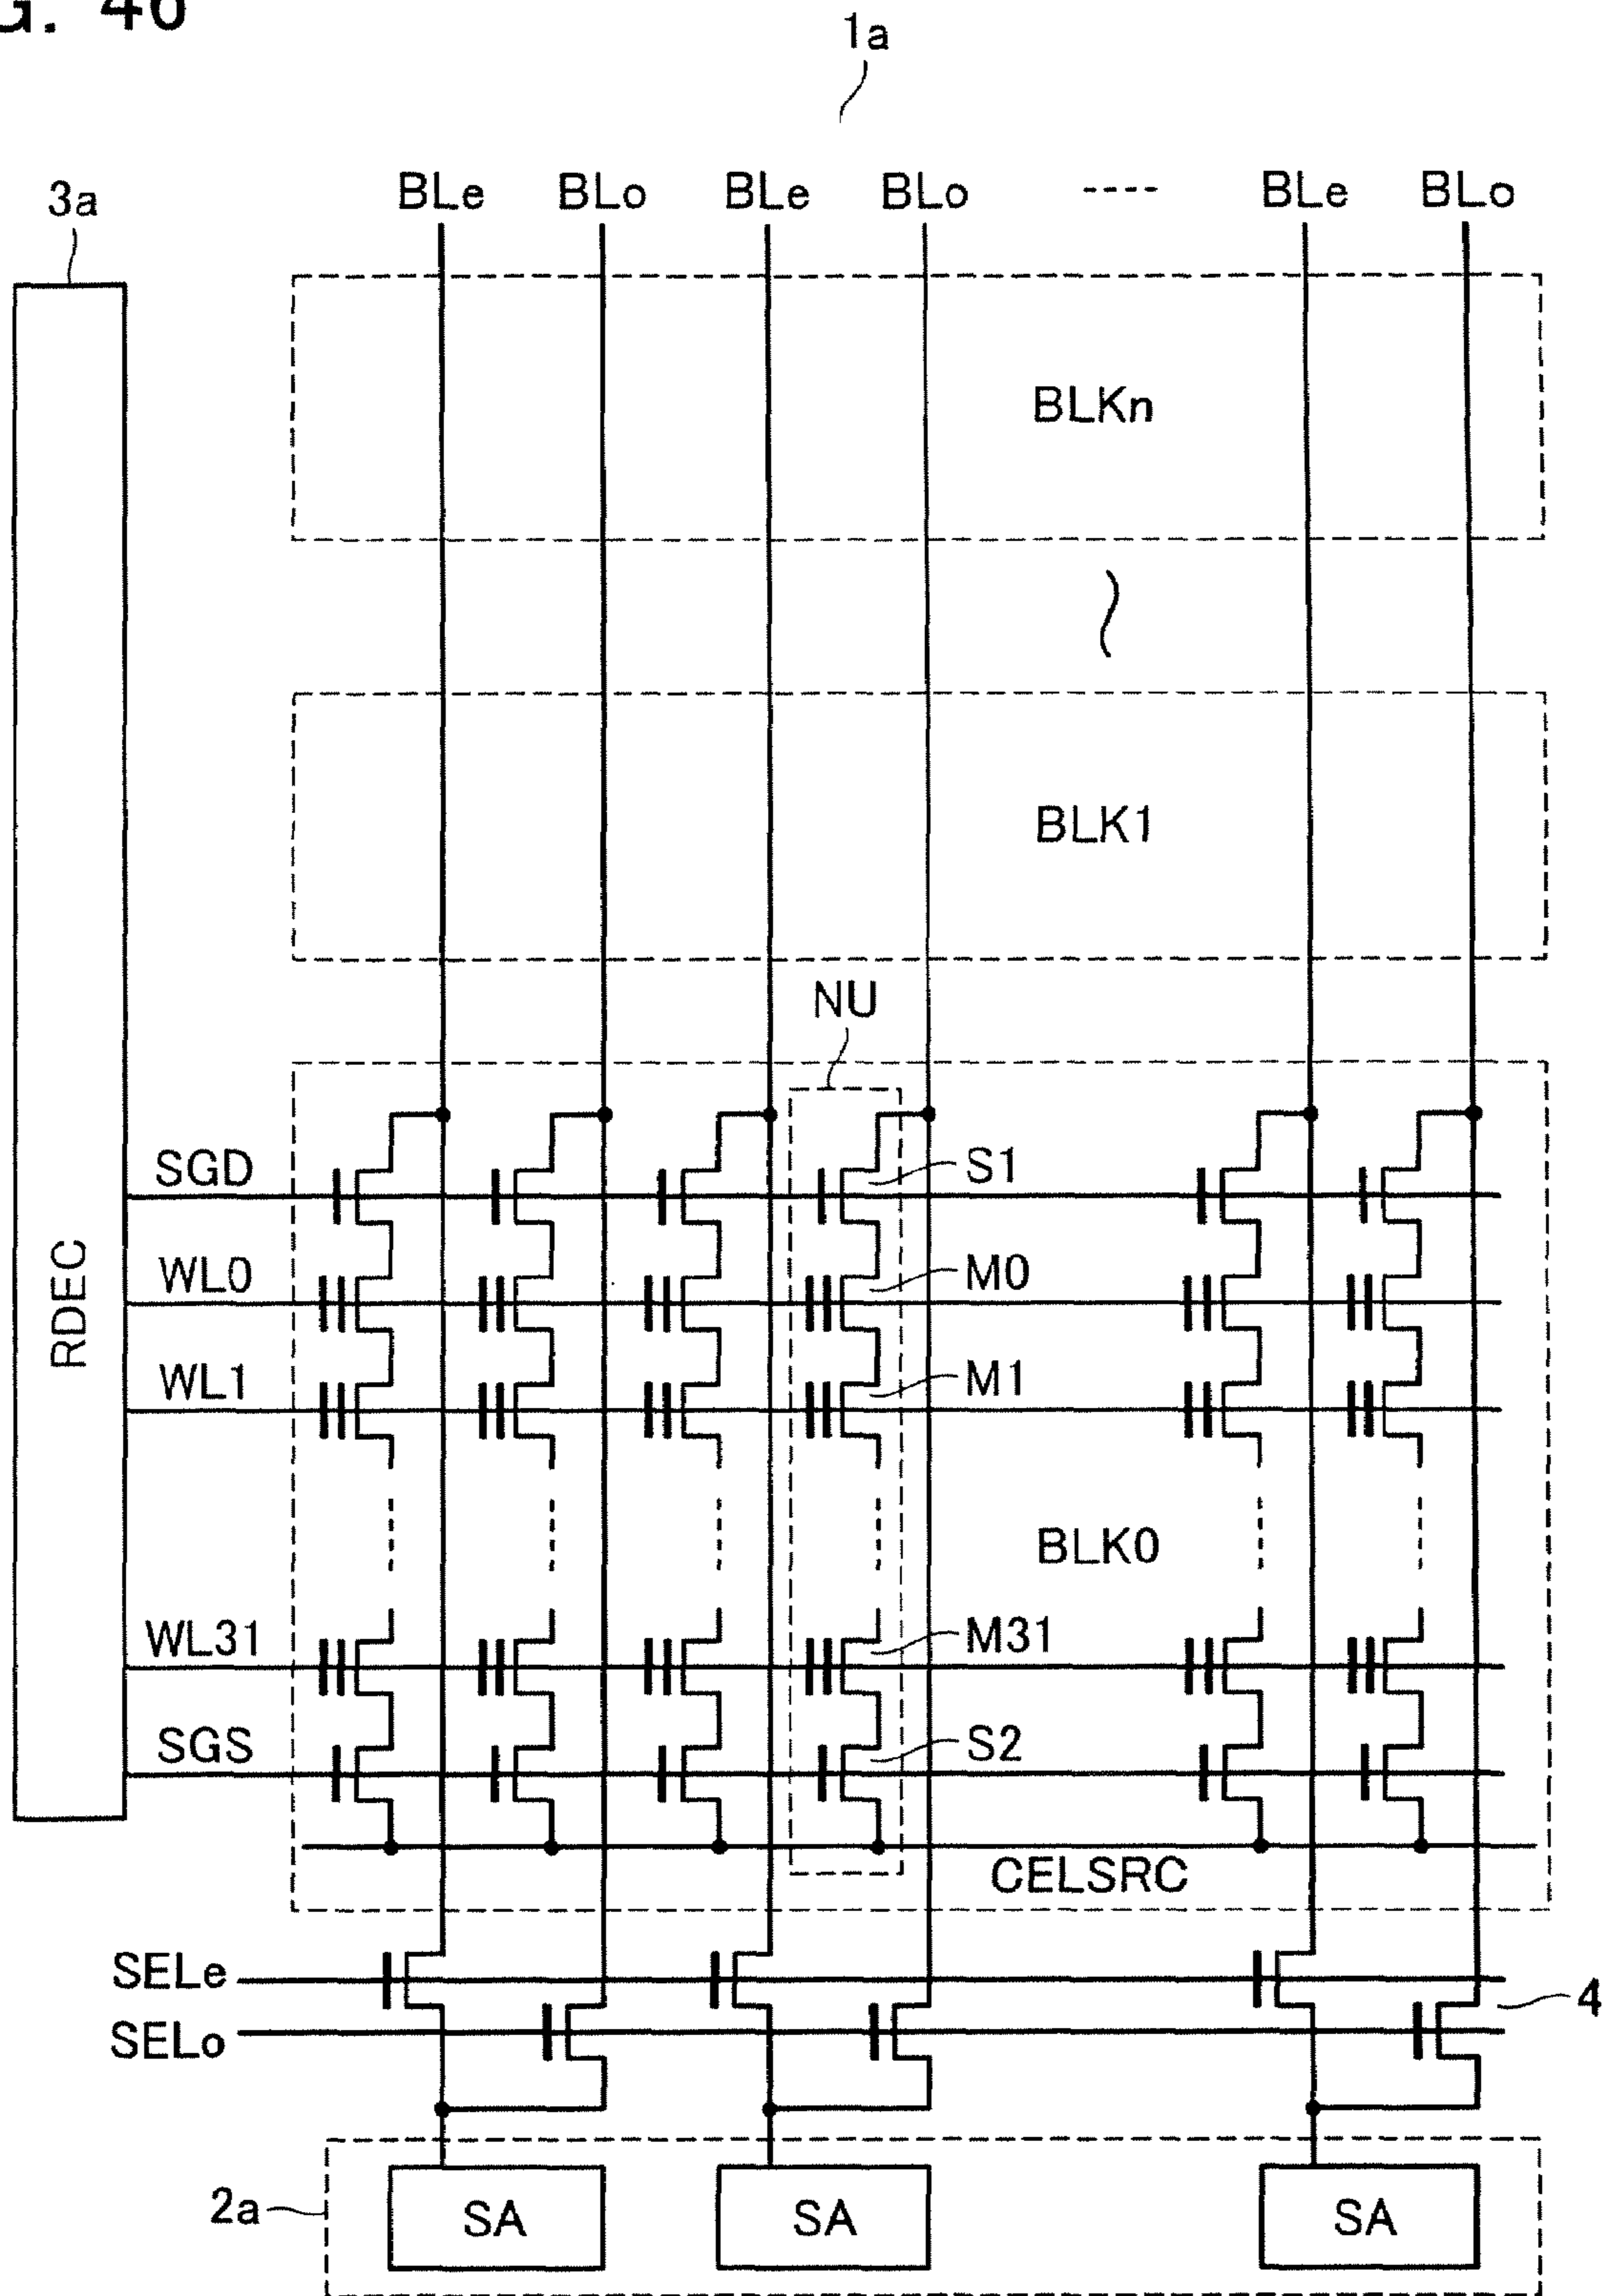 G. 46
1a
3a
BLe BLo BLe BLo ---- BLe BLo
BLKn
BLK1
NU
SGD
S1
WL0
M0
RDEC
WL1
M1
BLK0
WL31
M31
SGS
S2
CELSRC
SELe
4
SELo
2a
SA SA SA